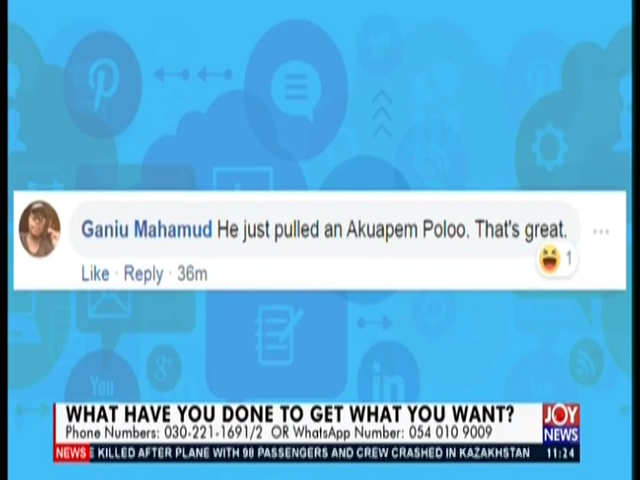 Ganiu Mahamud He just pulled an Akuapem Poloo. That's great.
1
Like · Reply · 36m
You
in
g+
WHAT HAVE YOU DONE TO GET WHAT YOU WANT?
Phone Numbers: 030-221-1691/2 OR WhatsApp Number: 054 010 9009
JOY
NEWS
NEWS E KILLED AFTER PLANE WITH 98 PASSENGERS AND CREW CRASHED IN KAZAKHSTAN 11:24